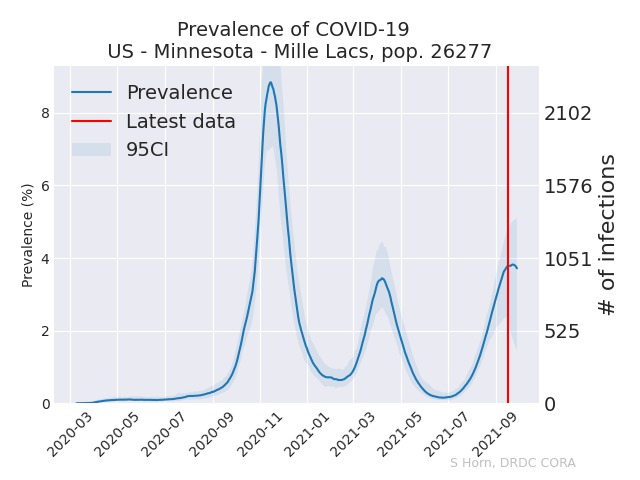 Prevalence of COVID-19
US - Minnesota - Mille Lacs, pop. 26277
Prevalence
Latest data
95CI
Prevalence (%)
8
6
4
2
0
2102
1576
1051
525
0
# of infections
2020-03
2020-05
2020-07
2020-09
2020-11
2021-01
2021-03
2021-05
2021-07
2021-09
S Horn, DRDC CORA